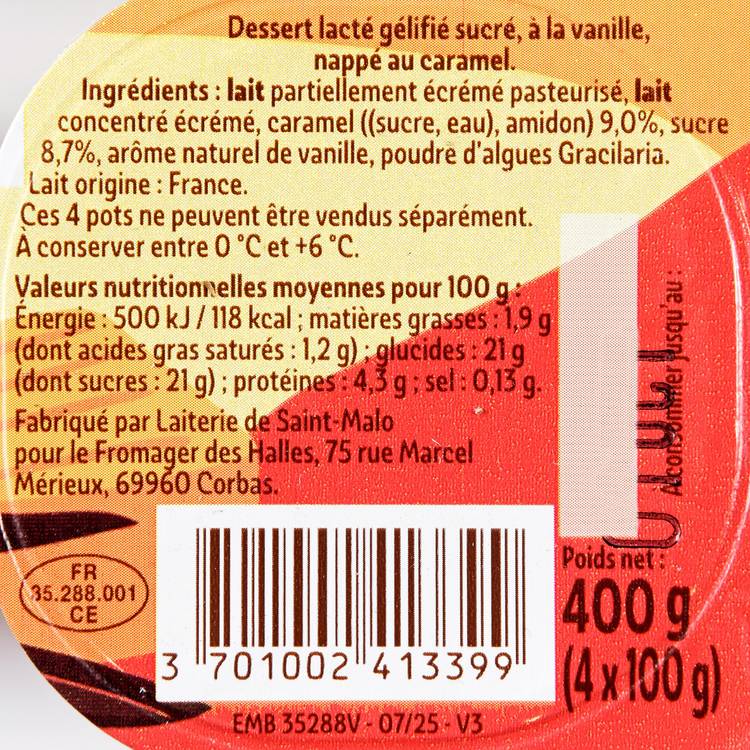 Dessert lacté gélifié sucré, à la vanille,
nappé au caramel.
Ingrédients : lait partiellement écrémé pasteurisé, lait
concentré écrémé, caramel ((sucre, eau), amidon) 9,0%, sucre
8,7%, arôme naturel de vanille, poudre d'algues Gracilaria.
Lait origine : France.
Ces 4 pots ne peuvent être vendus séparément.
À conserver entre 0 °C et +6 °C.
Valeurs nutritionnelles moyennes pour 100 g :
Énergie : 500 kJ / 118 kcal ; matières grasses : 1,9 g
(dont acides gras saturés : 1,2 g) ; glucides : 21 g
(dont sucres : 21 g) ; protéines : 4,3 g ; sel : 0,13 g.
Fabriqué par Laiterie de Saint-Malo
pour le Fromager des Halles, 75 rue Marcel
Mérieux, 69960 Corbas.
À consommer jusqu'au :
FR
35.288.001
CE
3 701002 413399
Poids net :
400 g
(4 x 100 g)
EMB 35288V - 07/25 - V3